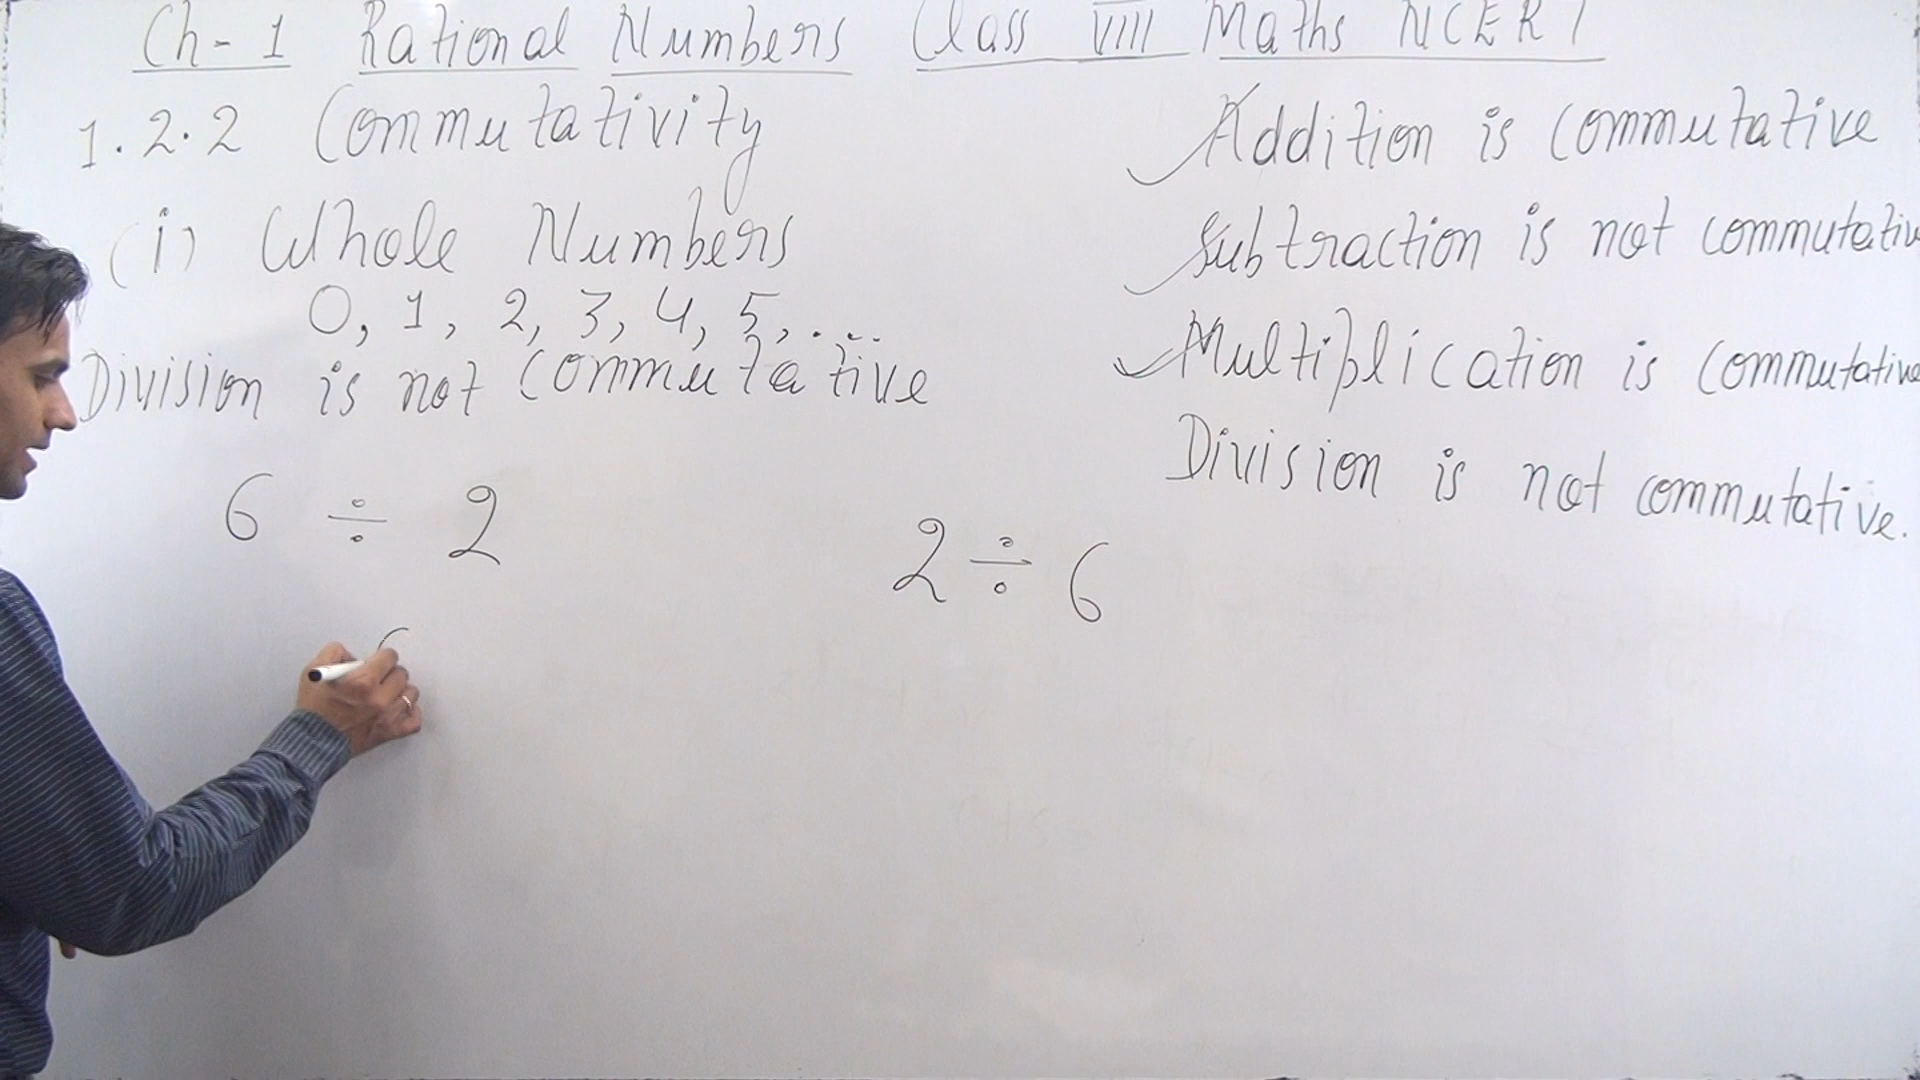 Ch-1 Rational Numbers Class VIII Maths NCERT
1.2.2 Commutativity
(i) Whole Numbers
0, 1, 2, 3, 4, 5, .....
Division is not commutative
6 ÷ 2
2 ÷ 6
6
Addition is commutative
Subtraction is not commutativ
Multiplication is commutative
Division is not commutative.